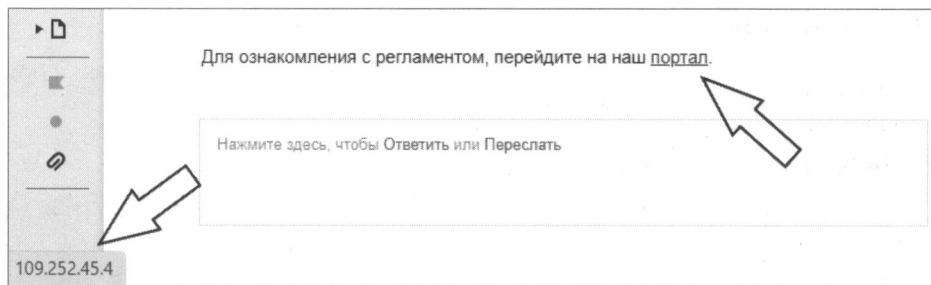 Для ознакомления с регламентом, перейдите на наш портал.
Нажмите здесь, чтобы Ответить или Переслать
109.252.45.4